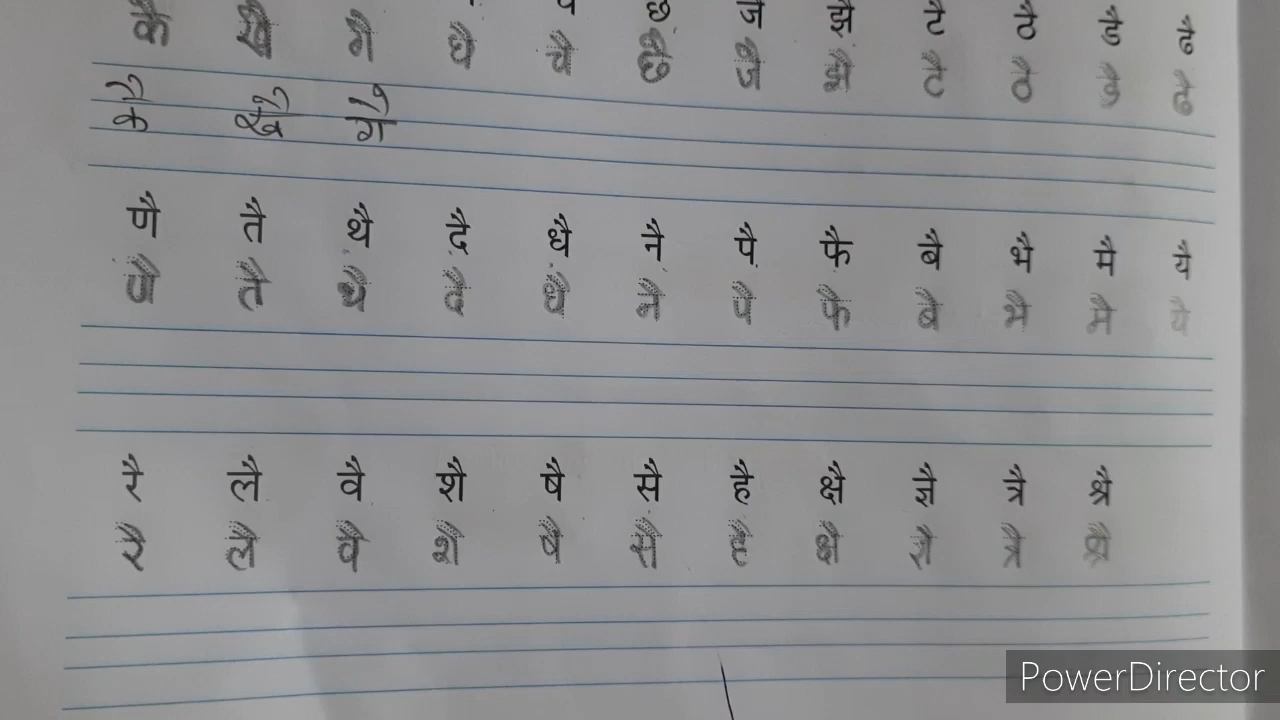 कै खै गै घै चै छै जै झै टै ठै डै ढै
कै खै गै
णै तै थै दै धै नै पै फै बै भै मै यै
णै तै थै दै धै नै पै फै बै भै मै यै
रै लै वै शै षै सै है क्षै ज्ञै त्रै श्रै
रै लै वै शै षै सै है क्षै ज्ञै त्रै श्रै
PowerDirector